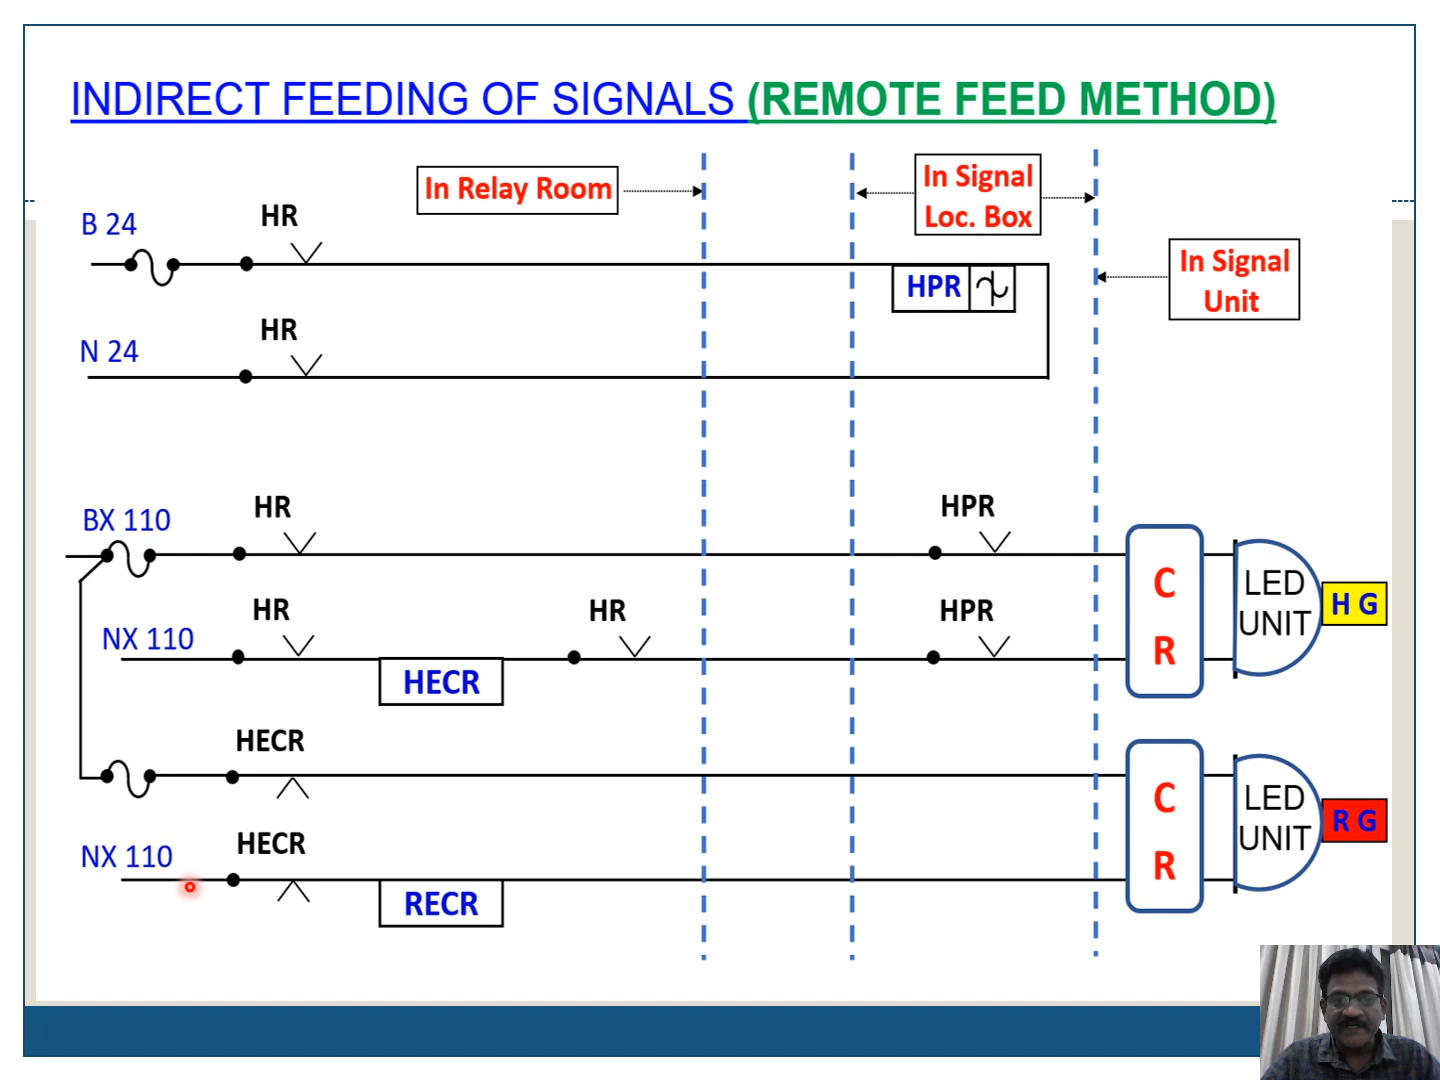 INDIRECT FEEDING OF SIGNALS (REMOTE FEED METHOD)
In Relay Room
In Signal
Loc. Box
In Signal
Unit
B 24
HR
HPR
N 24
HR
BX 110
HR
HPR
NX 110
HR
HECR
HR
HPR
C
R
LED
UNIT
H G
HECR
NX 110
HECR
RECR
C
R
LED
UNIT
R G